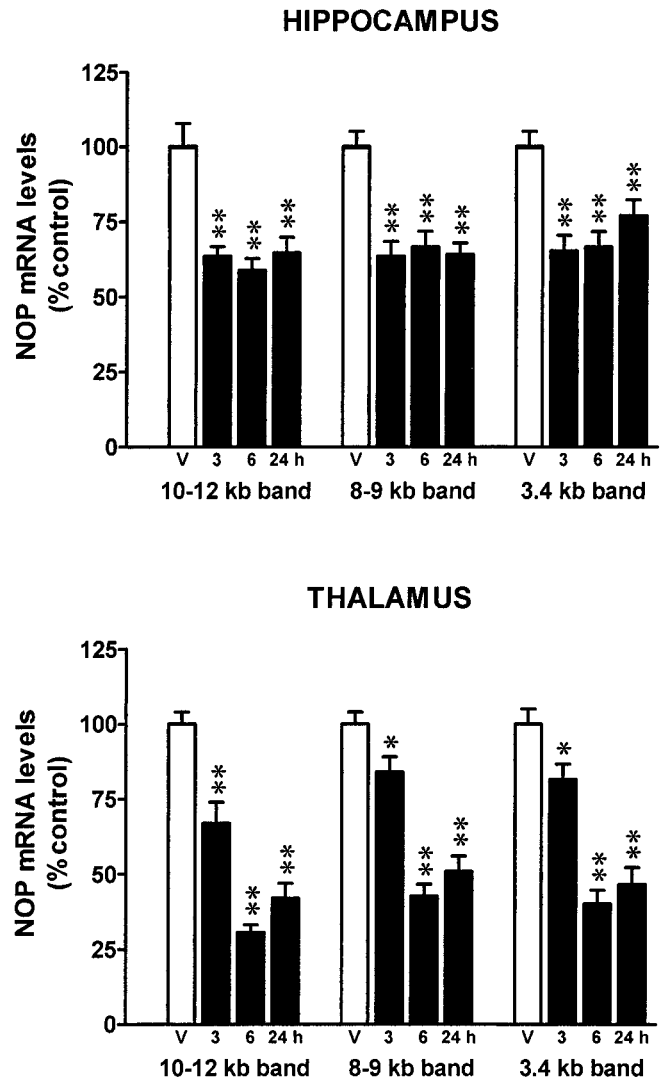 HIPPOCAMPUS
NOP mRNA levels
(% control)
125
100
75
50
25
0
** ** ** ** ** ** ** ** **
V 3 6 24 h V 3 6 24 h V 3 6 24 h
10-12 kb band 8-9 kb band 3.4 kb band
THALAMUS
NOP mRNA levels
(% control)
125
100
75
50
25
0
** ** ** * ** ** * ** **
V 3 6 24 h V 3 6 24 h V 3 6 24 h
10-12 kb band 8-9 kb band 3.4 kb band